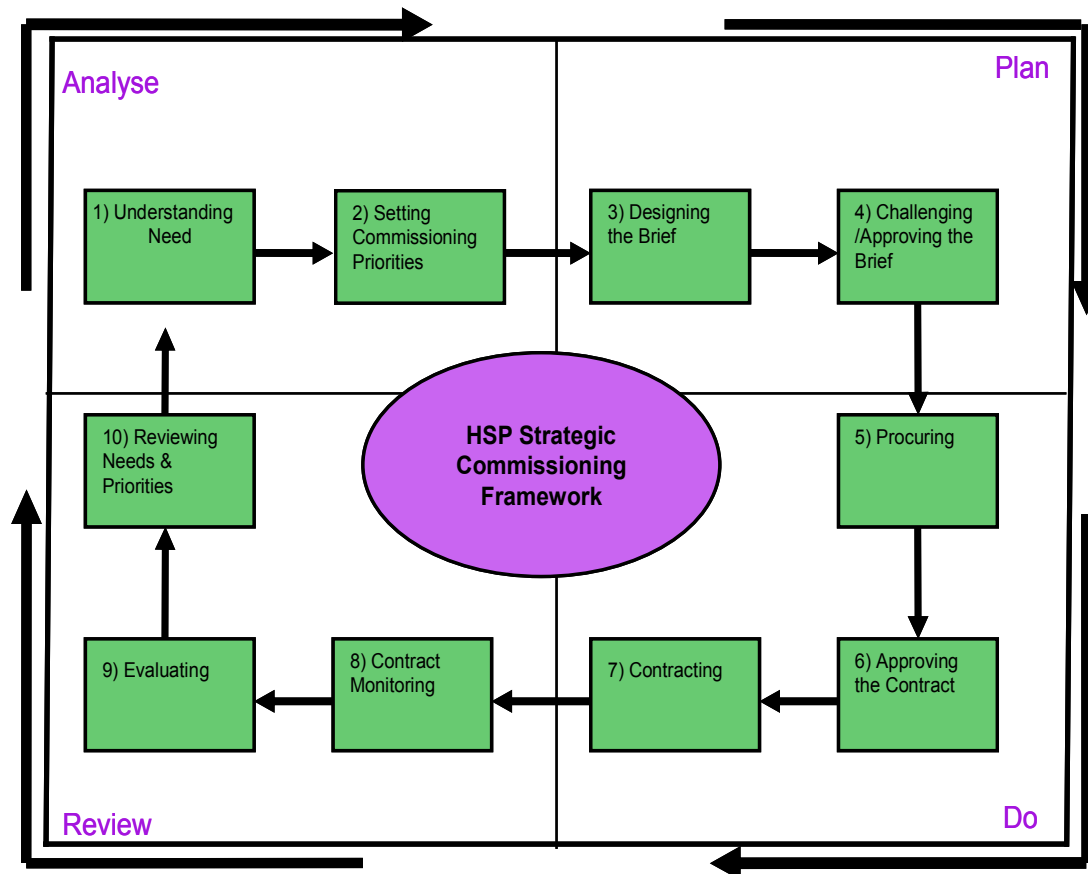 Analyse
Plan
1) Understanding
Need
2) Setting
Commissioning
Priorities
3) Designing
the Brief
4) Challenging
/Approving the
Brief
HSP Strategic
Commissioning
Framework
10) Reviewing
Needs &
Priorities
5) Procuring
9) Evaluating
8) Contract
Monitoring
7) Contracting
6) Approving
the Contract
Review
Do